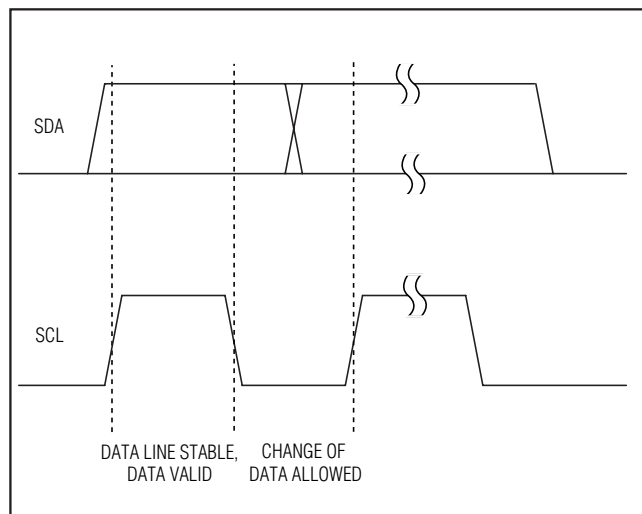 SDA
SCL
DATA LINE STABLE,
DATA VALID
CHANGE OF
DATA ALLOWED